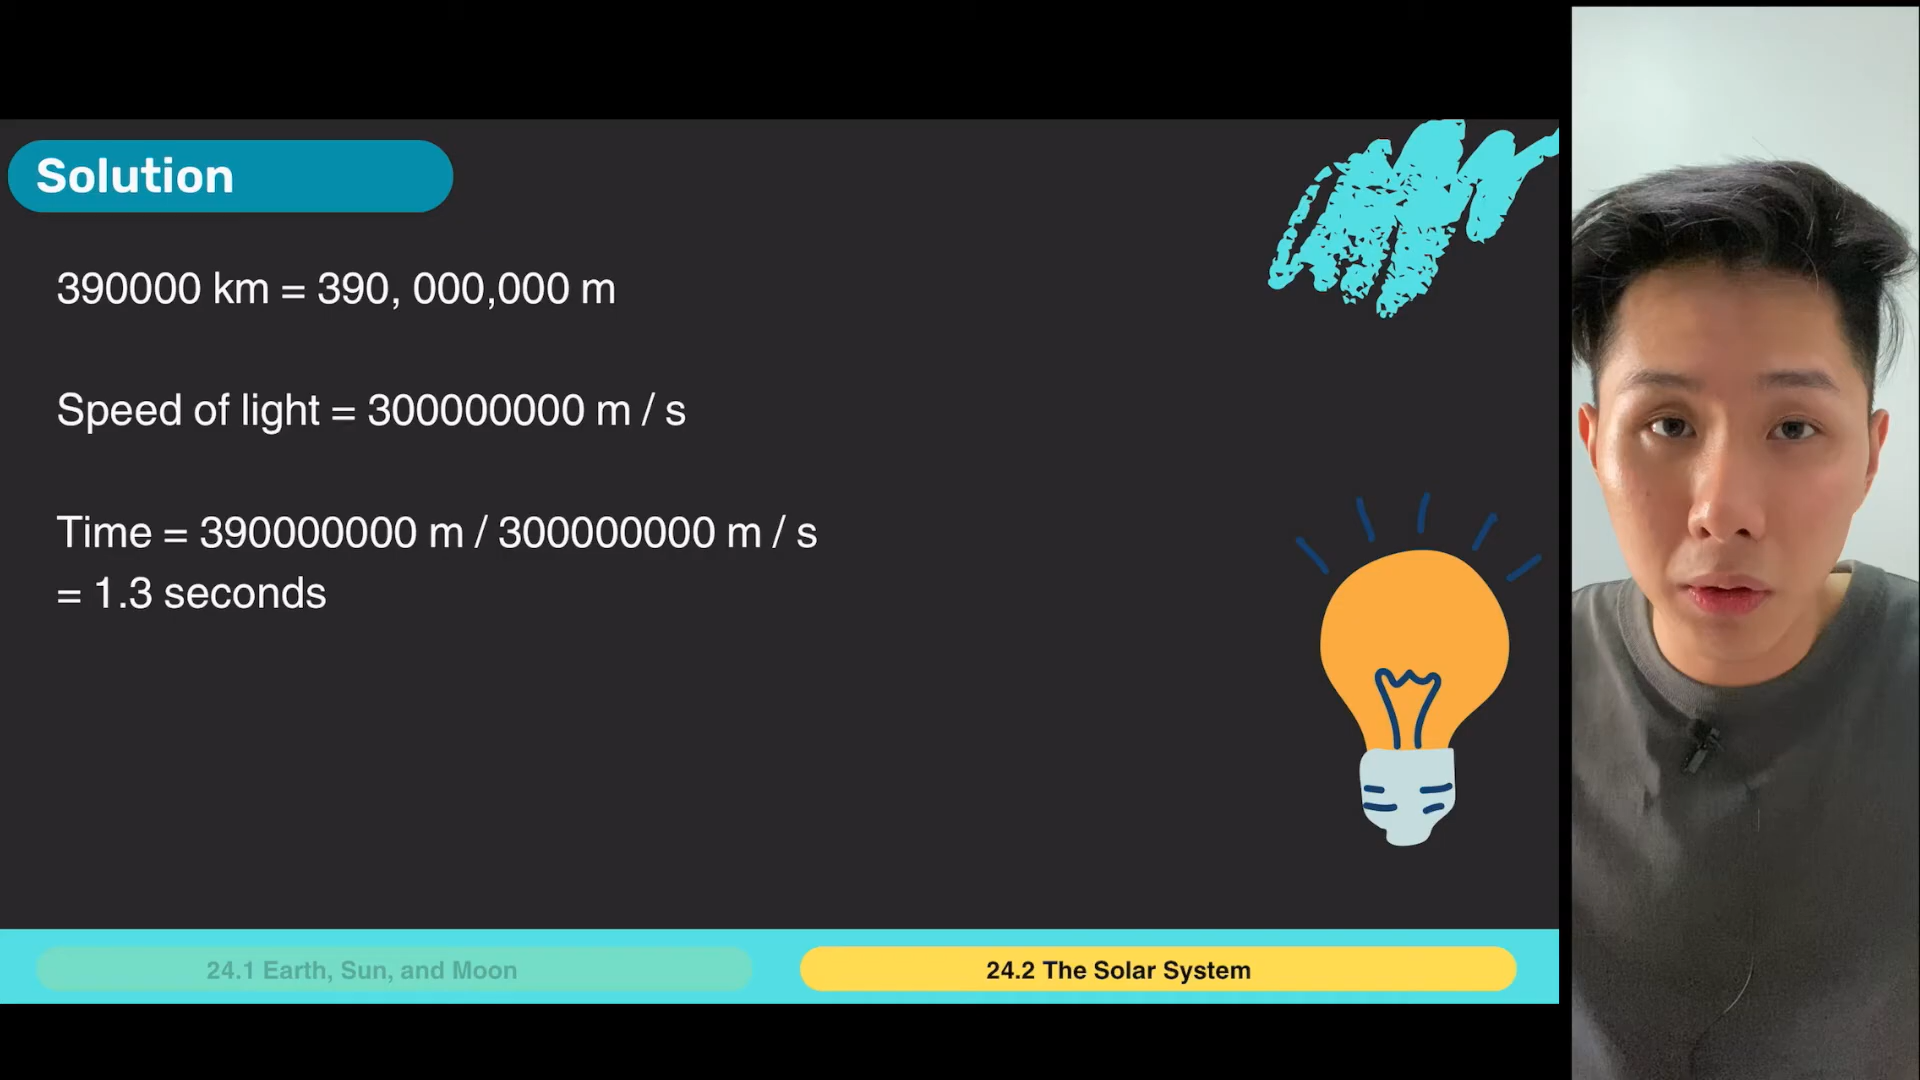 Solution
390000 km = 390, 000,000 m
Speed of light = 300000000 m / s
Time = 390000000 m / 300000000 m / s
= 1.3 seconds
24.1 Earth, Sun, and Moon
24.2 The Solar System